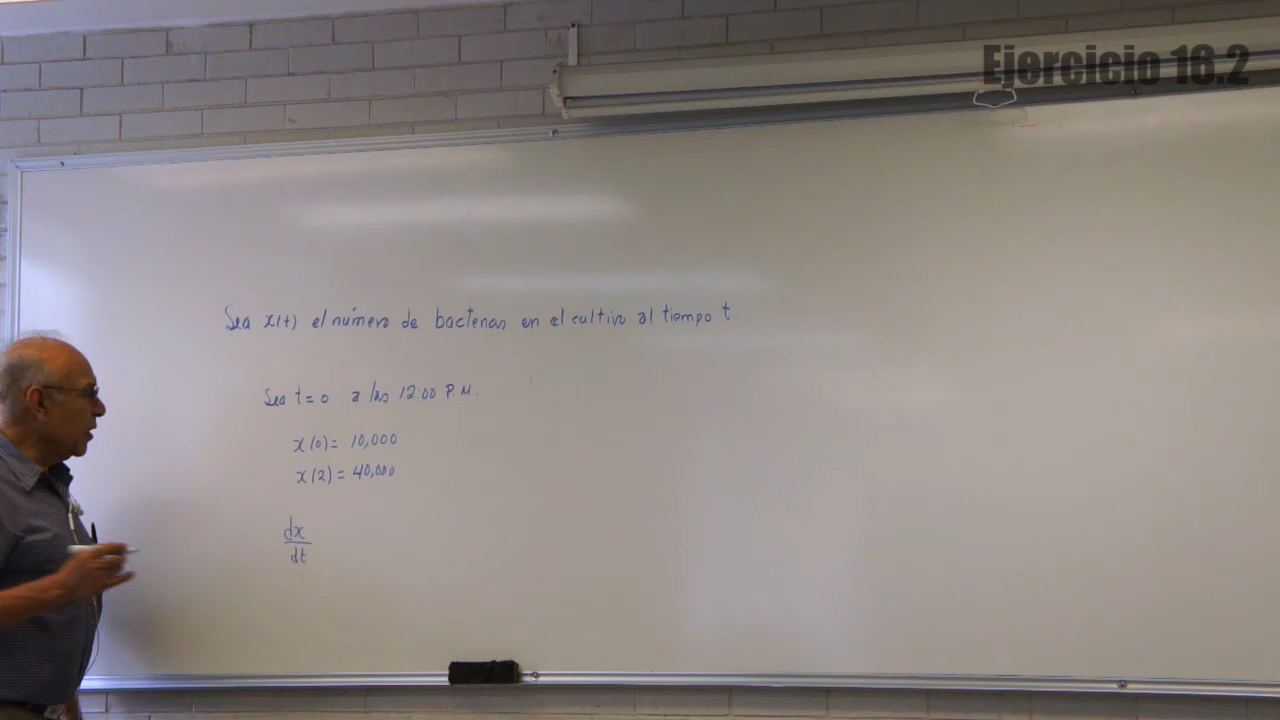 Ejercicio 16.2
Sea x(t) el número de bacterias en el cultivo al tiempo t.
Sea t = 0 a las 12:00 P.M.
x(0) = 10,000
x(2) = 40,000
dx
dt